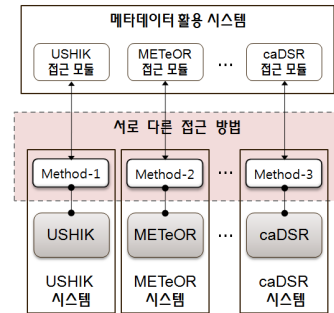 메타데이터 활용 시스템
USHIK
접근 모듈
METeOR
접근 모듈
...
caDSR
접근 모듈
서로 다른 접근 방법
Method-1
Method-2
...
Method-3
USHIK
METeOR
...
caDSR
USHIK
시스템
METeOR
시스템
caDSR
시스템